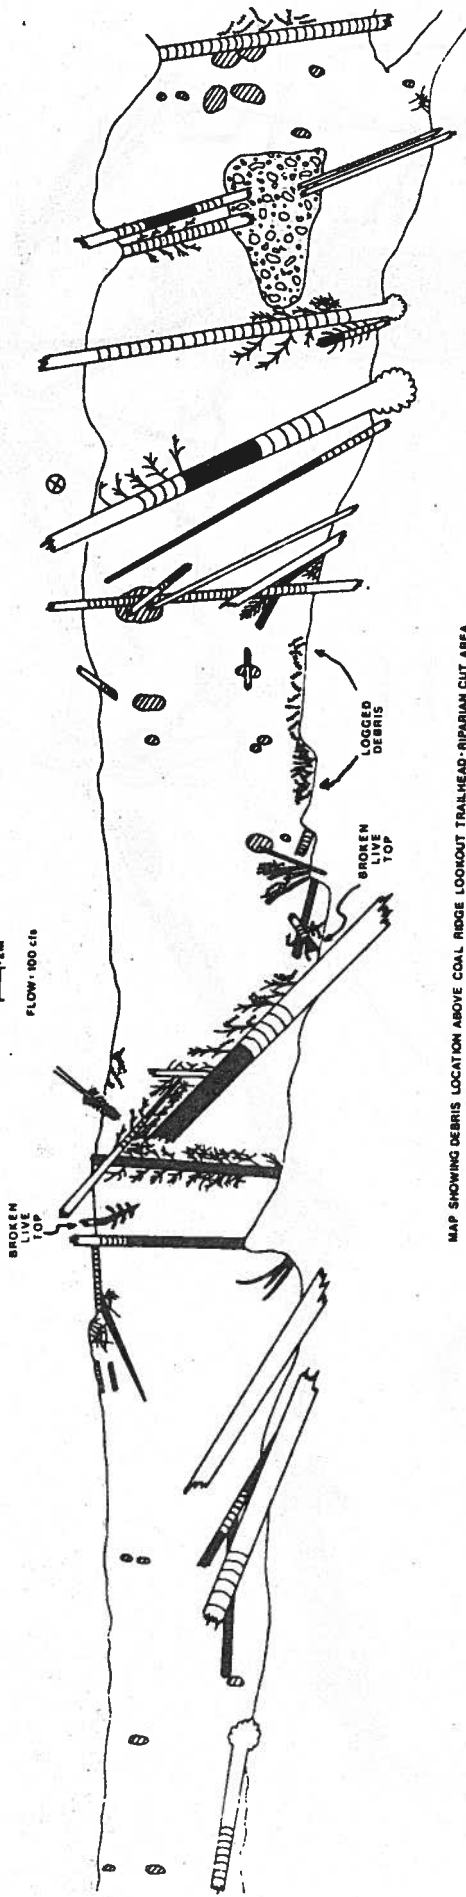 2M
FLOW: 100 cfs
BROKEN
LIVE
TOP
BROKEN
LIVE
TOP
LOGGED
DEBRIS
MAP SHOWING DEBRIS LOCATION ABOVE COAL RIDGE LOOKOUT TRAILHEAD-RIPARIAN CUT AREA